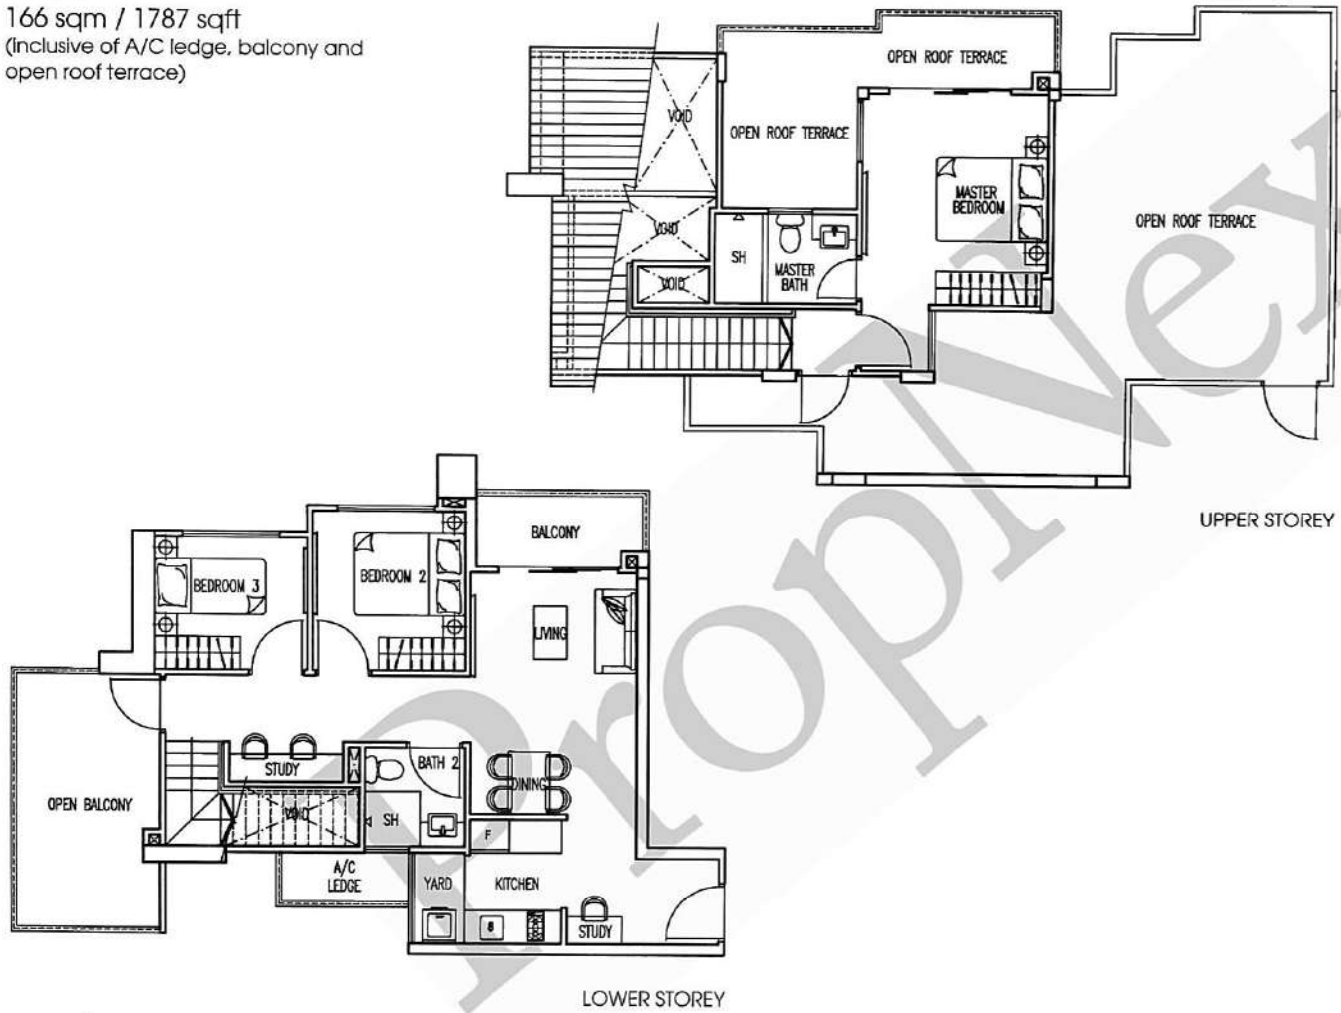 166 sqm / 1787 sqft
(inclusive of A/C ledge, balcony and
open roof terrace)
OPEN ROOF TERRACE
VOID
OPEN ROOF TERRACE
MASTER
BEDROOM
OPEN ROOF TERRACE
VOID
SH
MASTER
BATH
VOID
UPPER STOREY
BALCONY
BEDROOM 3
BEDROOM 2
LIVING
STUDY
BATH 2
DINING
OPEN BALCONY
VOID
SH
F
A/C
LEDGE
YARD
KITCHEN
STUDY
LOWER STOREY